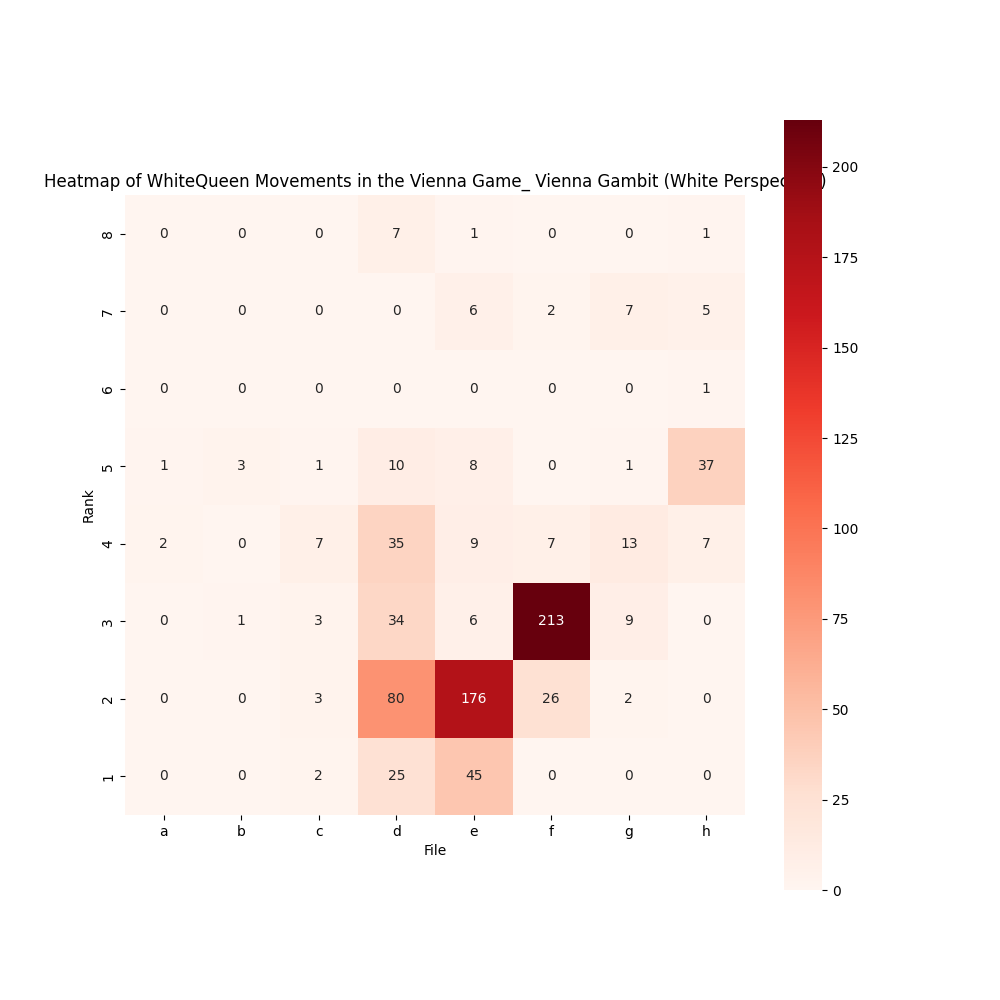 Heatmap of WhiteQueen Movements in the Vienna Game_ Vienna Gambit (White Perspec )
8 0 0 0 7 1 0 0 1
7 0 0 0 0 6 2 7 5
6 0 0 0 0 0 0 0 1
5 1 3 1 10 8 0 1 37
4 2 0 7 35 9 7 13 7
3 0 1 3 34 6 213 9 0
2 0 0 3 80 176 26 2 0
1 0 0 2 25 45 0 0 0
a b c d e f g h
File
Rank
200
175
150
125
100
75
50
25
0